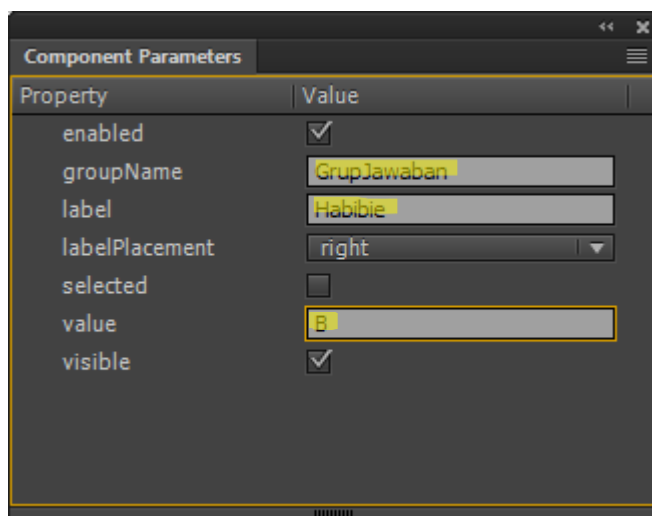 Component Parameters
Property Value
enabled
groupName GrupJawaban
label Habibie
labelPlacement right
selected
value B
visible